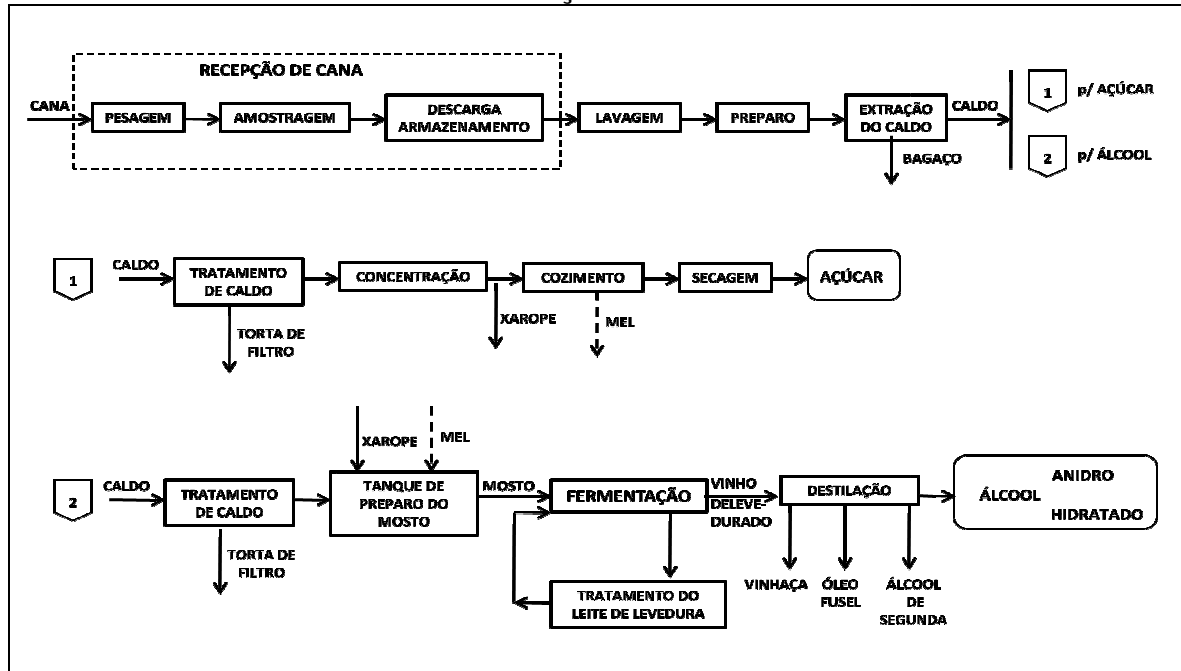 RECEPÇÃO DE CANA
CANA
PESAGEM
AMOSTRAGEM
DESCARGA
ARMAZENAMENTO
LAVAGEM
PREPARO
EXTRAÇÃO
DO CALDO
CALDO
BAGAÇO
1 p/ AÇÚCAR
2 p/ ÁLCOOL
1
CALDO
TRATAMENTO
DE CALDO
CONCENTRAÇÃO
COZIMENTO
SECAGEM
AÇÚCAR
TORTA DE
FILTRO
XAROPE
MEL
XAROPE
MEL
2
CALDO
TRATAMENTO
DE CALDO
TANQUE DE
PREPARO DO
MOSTO
MOSTO
FERMENTAÇÃO
VINHO
DELEVE-
DURADO
DESTILAÇÃO
ÁLCOOL
ANIDRO
HIDRATADO
TORTA DE
FILTRO
TRATAMENTO DO
LEITE DE LEVEDURA
VINHAÇA
ÓLEO
FUSEL
ÁLCOOL
DE
SEGUNDA